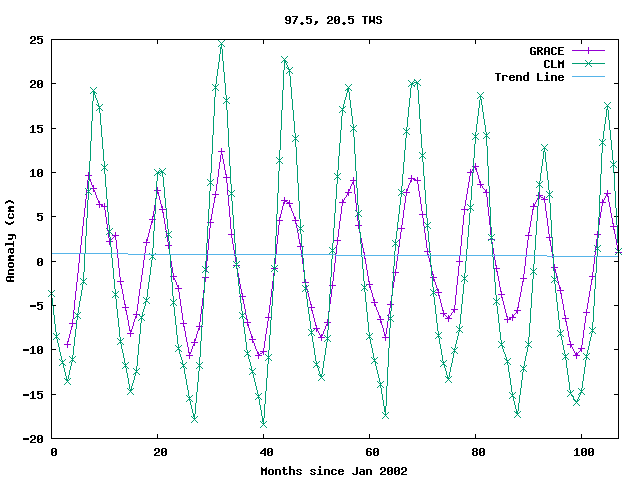 97.5, 20.5 TWS
GRACE
CLM
Trend Line
25
20
15
10
5
0
-5
-10
-15
-20
Anomaly (cm)
0 20 40 60 80 100
Months since Jan 2002